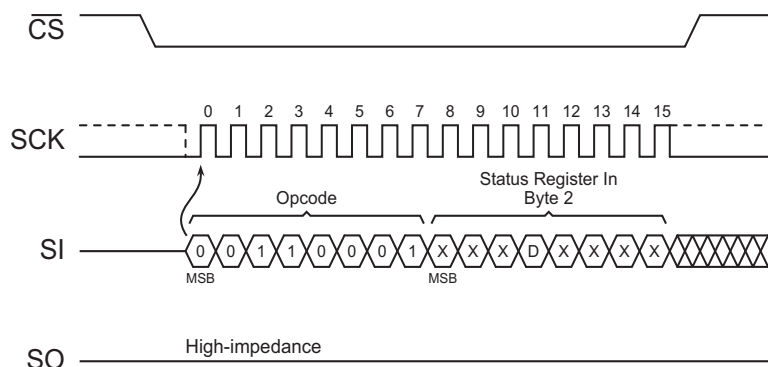 CS
0 1 2 3 4 5 6 7 8 9 10 11 12 13 14 15
SCK
Status Register In
Opcode Byte 2
SI 0 0 1 1 0 0 0 1 X X X D X X X X
MSB MSB
High-impedance
SO